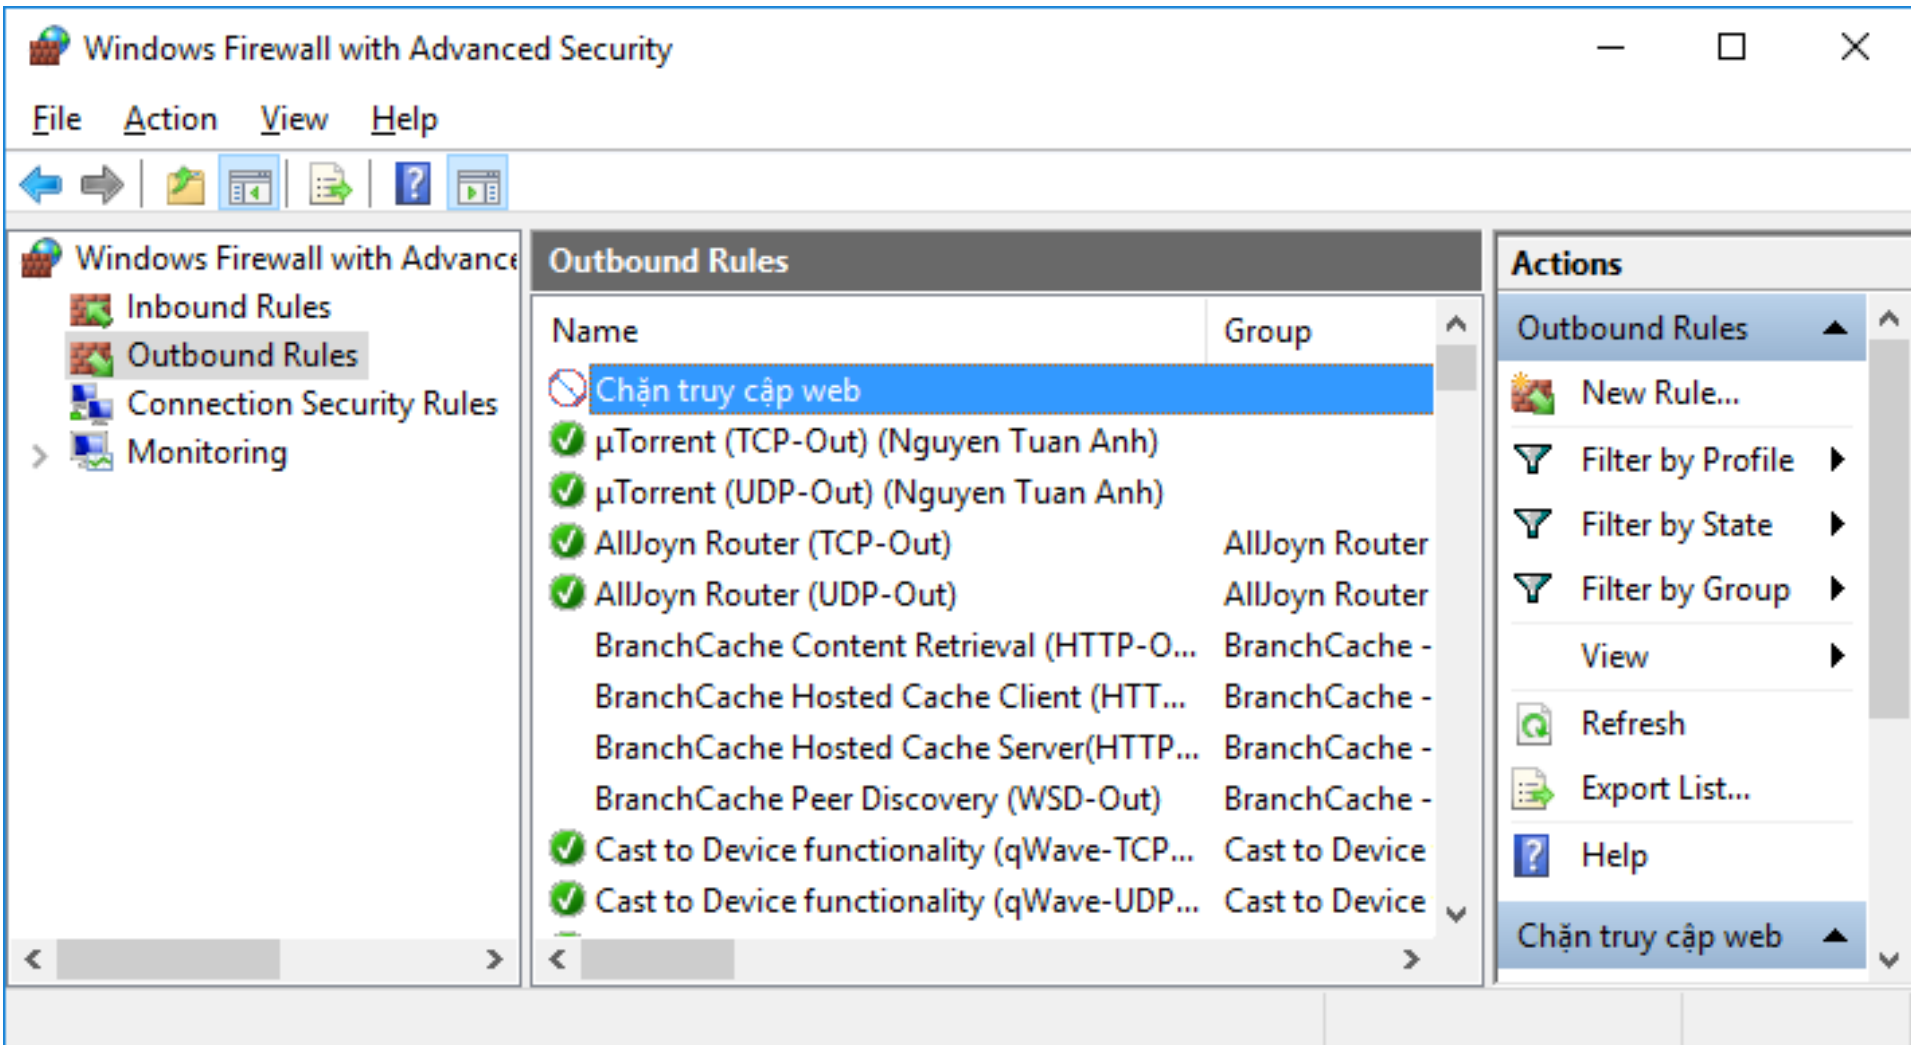 Windows Firewall with Advanced Security
File Action View Help
Windows Firewall with Advance
Inbound Rules
Outbound Rules
Connection Security Rules
Monitoring
Outbound Rules
Name Group
Chặn truy cập web
µTorrent (TCP-Out) (Nguyen Tuan Anh)
µTorrent (UDP-Out) (Nguyen Tuan Anh)
AllJoyn Router (TCP-Out) AllJoyn Router
AllJoyn Router (UDP-Out) AllJoyn Router
BranchCache Content Retrieval (HTTP-O... BranchCache -
BranchCache Hosted Cache Client (HTT... BranchCache -
BranchCache Hosted Cache Server(HTTP... BranchCache -
BranchCache Peer Discovery (WSD-Out) BranchCache -
Cast to Device functionality (qWave-TCP... Cast to Device
Cast to Device functionality (qWave-UDP... Cast to Device
Actions
Outbound Rules
New Rule...
Filter by Profile
Filter by State
Filter by Group
View
Refresh
Export List...
Help
Chặn truy cập web